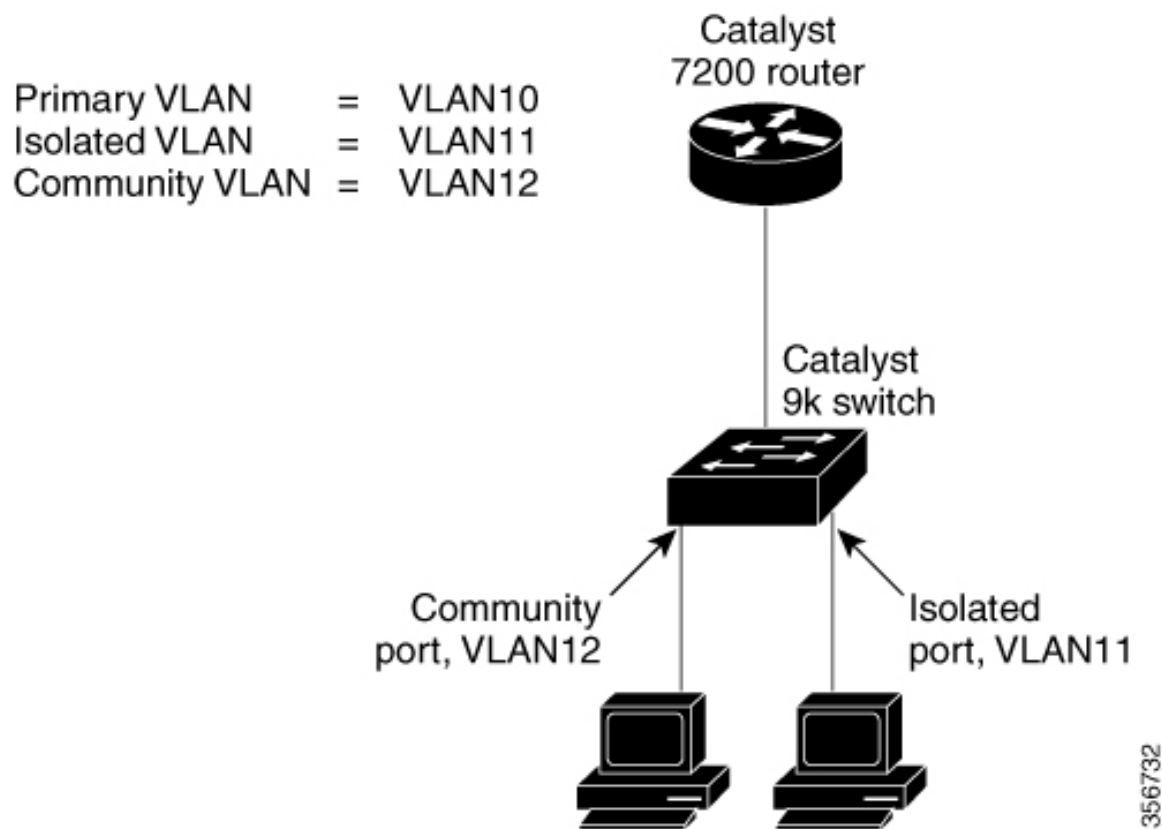 Catalyst
7200 router
Primary VLAN = VLAN10
Isolated VLAN = VLAN11
Community VLAN = VLAN12
Catalyst
9k switch
Community
port, VLAN12
Isolated
port, VLAN11
356732